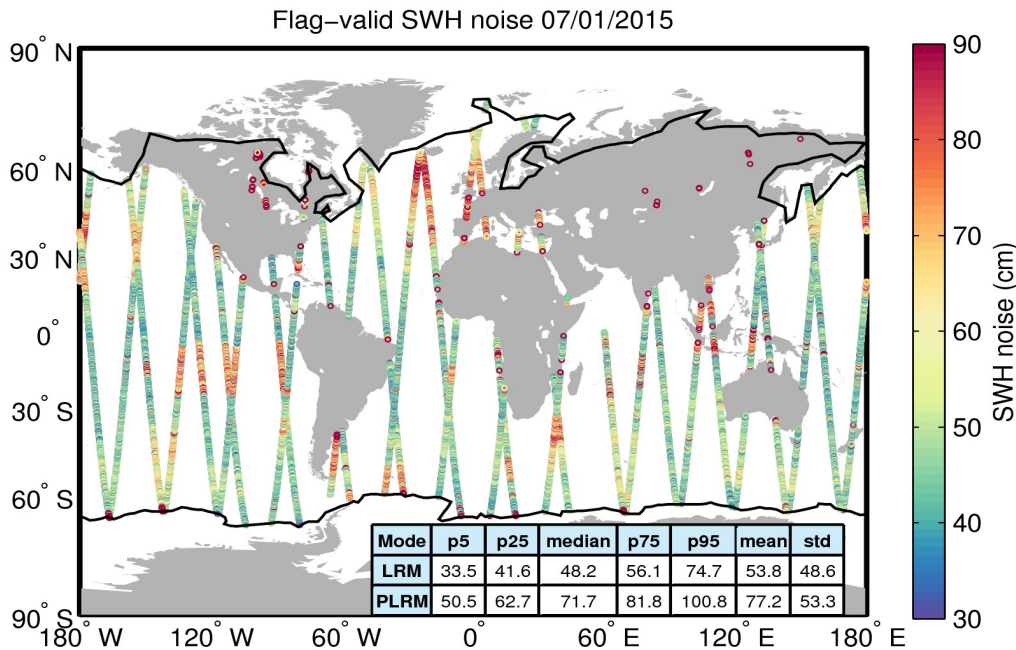 Flag−valid SWH noise 07/01/2015
90° N
60° N
30° N
0°
30° S
60° S
90° S
180° W
120° W
60° W
0°
60° E
120° E
180° E
90
80
70
60
50
40
30
SWH noise (cm)
Mode p5 p25 median p75 p95 mean std
LRM 33.5 41.6 48.2 56.1 74.7 53.8 48.6
PLRM 50.5 62.7 71.7 81.8 100.8 77.2 53.3